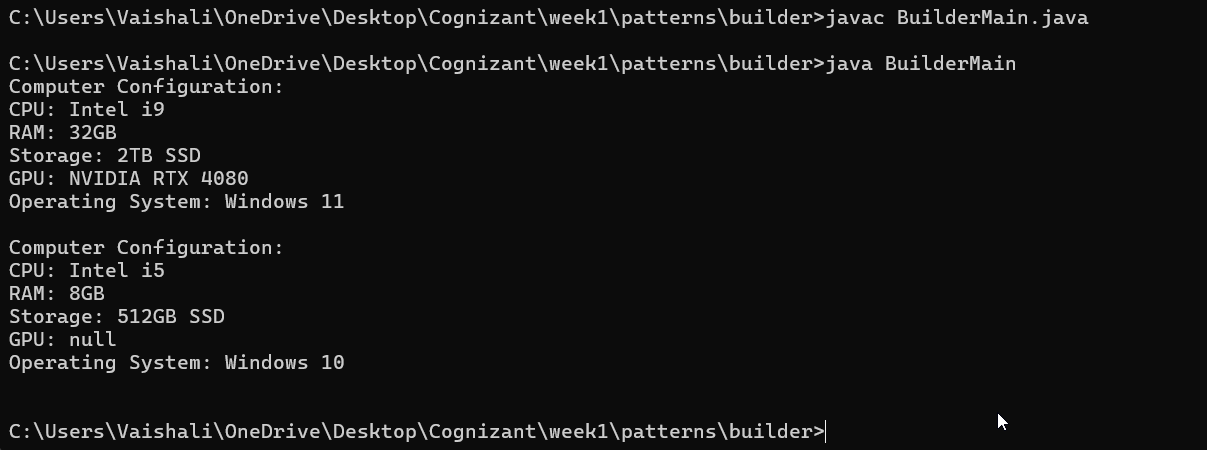 C:\Users\Vaishali\OneDrive\Desktop\Cognizant\week1\patterns\builder>javac BuilderMain.java
C:\Users\Vaishali\OneDrive\Desktop\Cognizant\week1\patterns\builder>java BuilderMain
Computer Configuration:
CPU: Intel i9
RAM: 32GB
Storage: 2TB SSD
GPU: NVIDIA RTX 4080
Operating System: Windows 11
Computer Configuration:
CPU: Intel i5
RAM: 8GB
Storage: 512GB SSD
GPU: null
Operating System: Windows 10
C:\Users\Vaishali\OneDrive\Desktop\Cognizant\week1\patterns\builder>